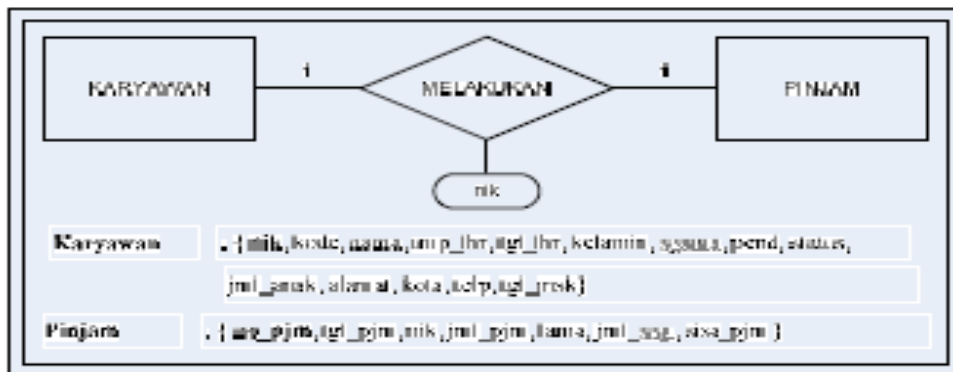 KARYAWAN 1 MELAKUKAN 1 PINJAM
nik
Karyawan : { nik, kode, nama, tmp_lhr, tgl_lhr, kelamin, agama, pend, status,
jml_anak, alamat, kota, telp, tgl_msk}
Pinjam : { no_pjm, tgl_pjm, nik, jml_pjm, lama, sisa_pjm }